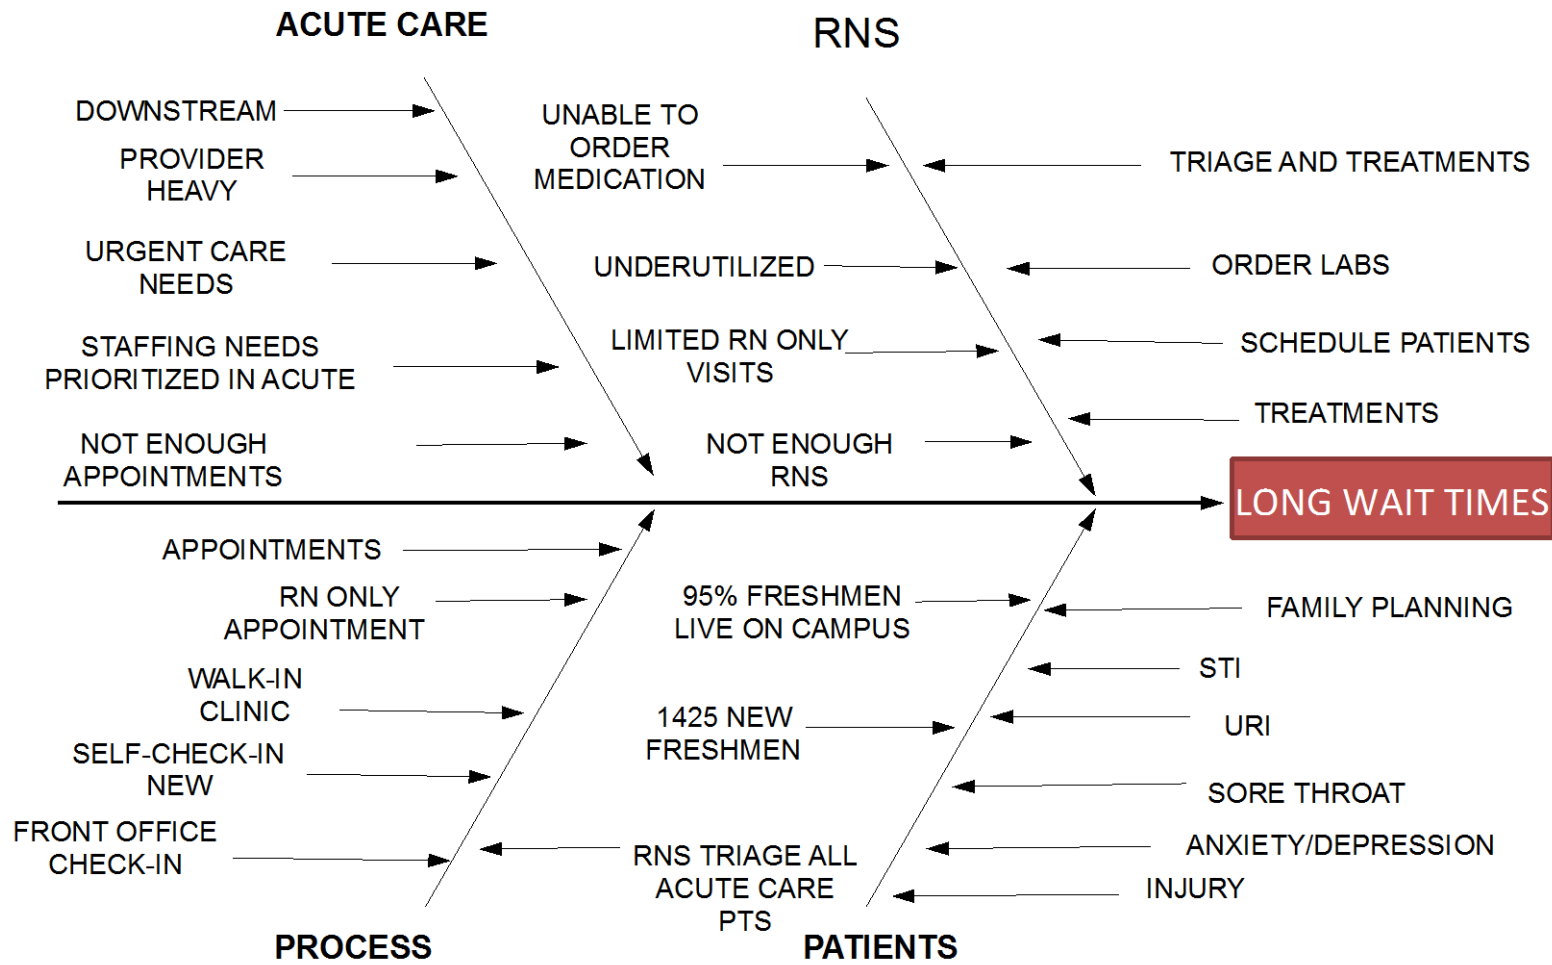 ACUTE CARE
RNS
DOWNSTREAM
PROVIDER
HEAVY
URGENT CARE
NEEDS
STAFFING NEEDS
PRIORITIZED IN ACUTE
NOT ENOUGH
APPOINTMENTS
UNABLE TO
ORDER
MEDICATION
UNDERUTILIZED
LIMITED RN ONLY
VISITS
NOT ENOUGH
RNS
TRIAGE AND TREATMENTS
ORDER LABS
SCHEDULE PATIENTS
TREATMENTS
LONG WAIT TIMES
APPOINTMENTS
RN ONLY
APPOINTMENT
WALK-IN
CLINIC
SELF-CHECK-IN
NEW
FRONT OFFICE
CHECK-IN
RNS TRIAGE ALL
ACUTE CARE
PTS
95% FRESHMEN
LIVE ON CAMPUS
1425 NEW
FRESHMEN
FAMILY PLANNING
STI
URI
SORE THROAT
ANXIETY/DEPRESSION
INJURY
PROCESS
PATIENTS